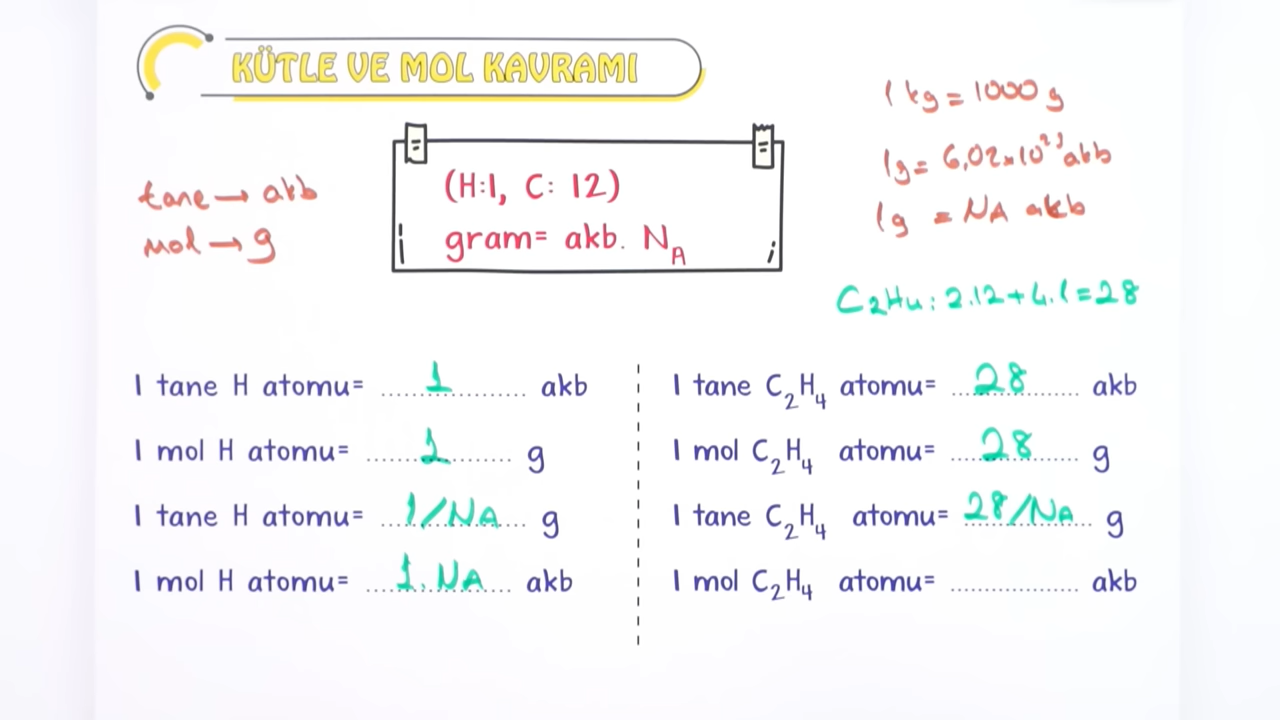 KÜTLE VE MOL KAVRAMI
1 kg = 1000 g
1g = 6,02x10²³ akb
1g = NA akb
tane → akb
mol → g
(H:1, C: 12)
gram= akb. N_A
C₂H₄: 2.12+4.1=28
1 tane H atomu= 1 akb
1 mol H atomu= 1 g
1 tane H atomu= 1/NA g
1 mol H atomu= 1.NA akb
1 tane C₂H₄ atomu= 28 akb
1 mol C₂H₄ atomu= 28 g
1 tane C₂H₄ atomu= 28/NA g
1 mol C₂H₄ atomu= .................. akb